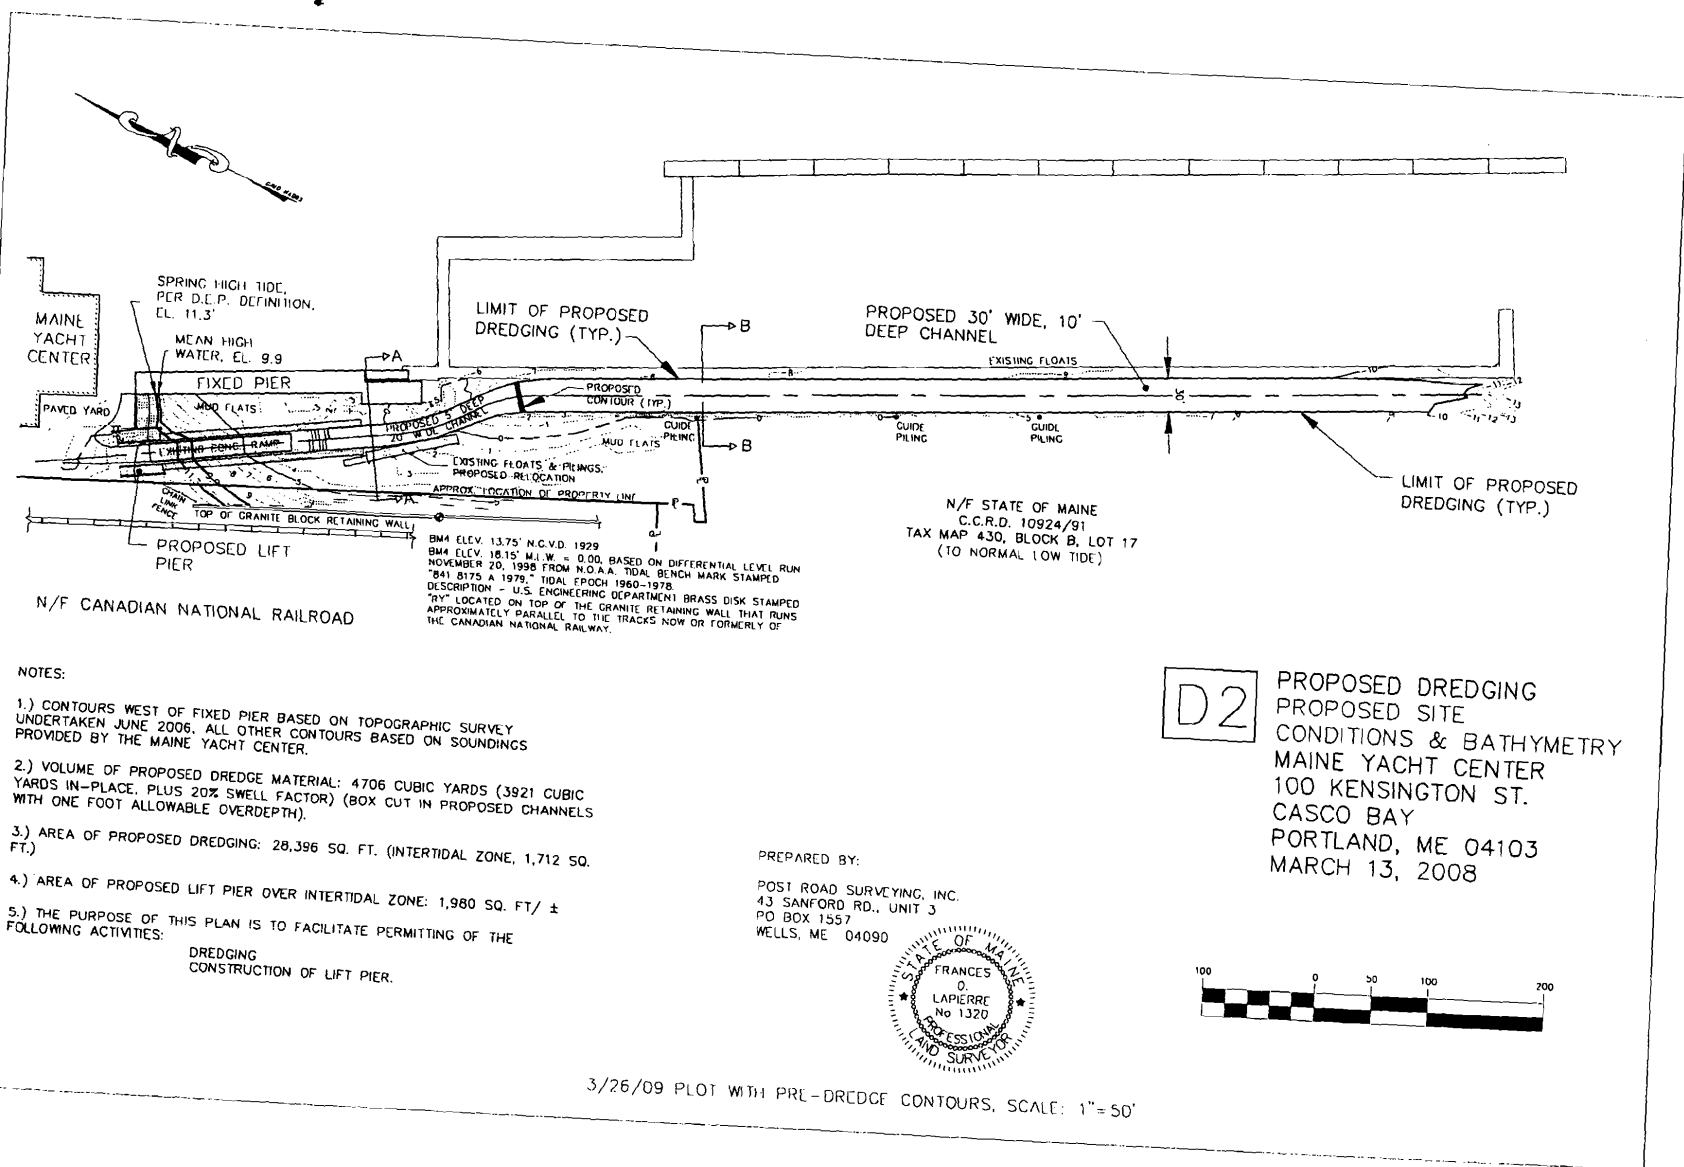 SPRING HIGH TIDE,
PER D.E.P. DEFINITION,
EL. 11.3'
MAINE
YACHT
CENTER
MEAN HIGH
WATER, EL. 9.9
A
FIXED PIER
PAVED YARD
MUD FLATS
LIMIT OF PROPOSED
DREDGING (TYP.)
B
PROPOSED 30' WIDE, 10'
DEEP CHANNEL
EXISTING FLOATS
PROPOSED
CONTOUR (TYP.)
PROPOSED 5' DEEP
20' WIDE CHANNEL
30'
GUIDE
PILING
GUIDE
PILING
GUIDE
PILING
MUD FLATS
B
EXISTING CONC. RAMP
EXISTING FLOATS & PILINGS,
PROPOSED RELOCATION
APPROX. LOCATION OF PROPERTY LINE
A
CHAIN
LINK
FENCE
TOP OF GRANITE BLOCK RETAINING WALL
LIMIT OF PROPOSED
DREDGING (TYP.)
N/F STATE OF MAINE
C.C.R.D. 10924/91
TAX MAP 430, BLOCK B, LOT 17
(TO NORMAL LOW TIDE)
PROPOSED LIFT
PIER
BM4 ELEV. 13.75' N.G.V.D. 1929
BM4 ELEV. 18.15' M.L.W. = 0.00, BASED ON DIFFERENTIAL LEVEL RUN
NOVEMBER 20, 1998 FROM N.O.A.A. TIDAL BENCH MARK STAMPED
"841 8175 A 1979," TIDAL EPOCH 1960-1978
DESCRIPTION - U.S. ENGINEERING DEPARTMENT BRASS DISK STAMPED
"RY" LOCATED ON TOP OF THE GRANITE RETAINING WALL THAT RUNS
APPROXIMATELY PARALLEL TO THE TRACKS NOW OR FORMERLY OF
THE CANADIAN NATIONAL RAILWAY.
N/F CANADIAN NATIONAL RAILROAD
NOTES:
1.) CONTOURS WEST OF FIXED PIER BASED ON TOPOGRAPHIC SURVEY
UNDERTAKEN JUNE 2006. ALL OTHER CONTOURS BASED ON SOUNDINGS
PROVIDED BY THE MAINE YACHT CENTER.
2.) VOLUME OF PROPOSED DREDGE MATERIAL: 4706 CUBIC YARDS (3921 CUBIC
YARDS IN-PLACE, PLUS 20% SWELL FACTOR) (BOX CUT IN PROPOSED CHANNELS
WITH ONE FOOT ALLOWABLE OVERDEPTH).
3.) AREA OF PROPOSED DREDGING: 28,396 SQ. FT. (INTERTIDAL ZONE, 1,712 SQ.
FT.)
4.) AREA OF PROPOSED LIFT PIER OVER INTERTIDAL ZONE: 1,980 SQ. FT/ ±
5.) THE PURPOSE OF THIS PLAN IS TO FACILITATE PERMITTING OF THE
FOLLOWING ACTIVITIES:
DREDGING
CONSTRUCTION OF LIFT PIER.
PREPARED BY:
POST ROAD SURVEYING, INC.
43 SANFORD RD., UNIT 3
PO BOX 1557
WELLS, ME 04090
STATE OF MAINE
FRANCES
O.
LAPIERRE
No 1320
PROFESSIONAL
LAND SURVEYOR
D2
PROPOSED DREDGING
PROPOSED SITE
CONDITIONS & BATHYMETRY
MAINE YACHT CENTER
100 KENSINGTON ST.
CASCO BAY
PORTLAND, ME 04103
MARCH 13, 2008
100 0 50 100 200
3/26/09 PLOT WITH PRE-DREDGE CONTOURS, SCALE: 1"=50'